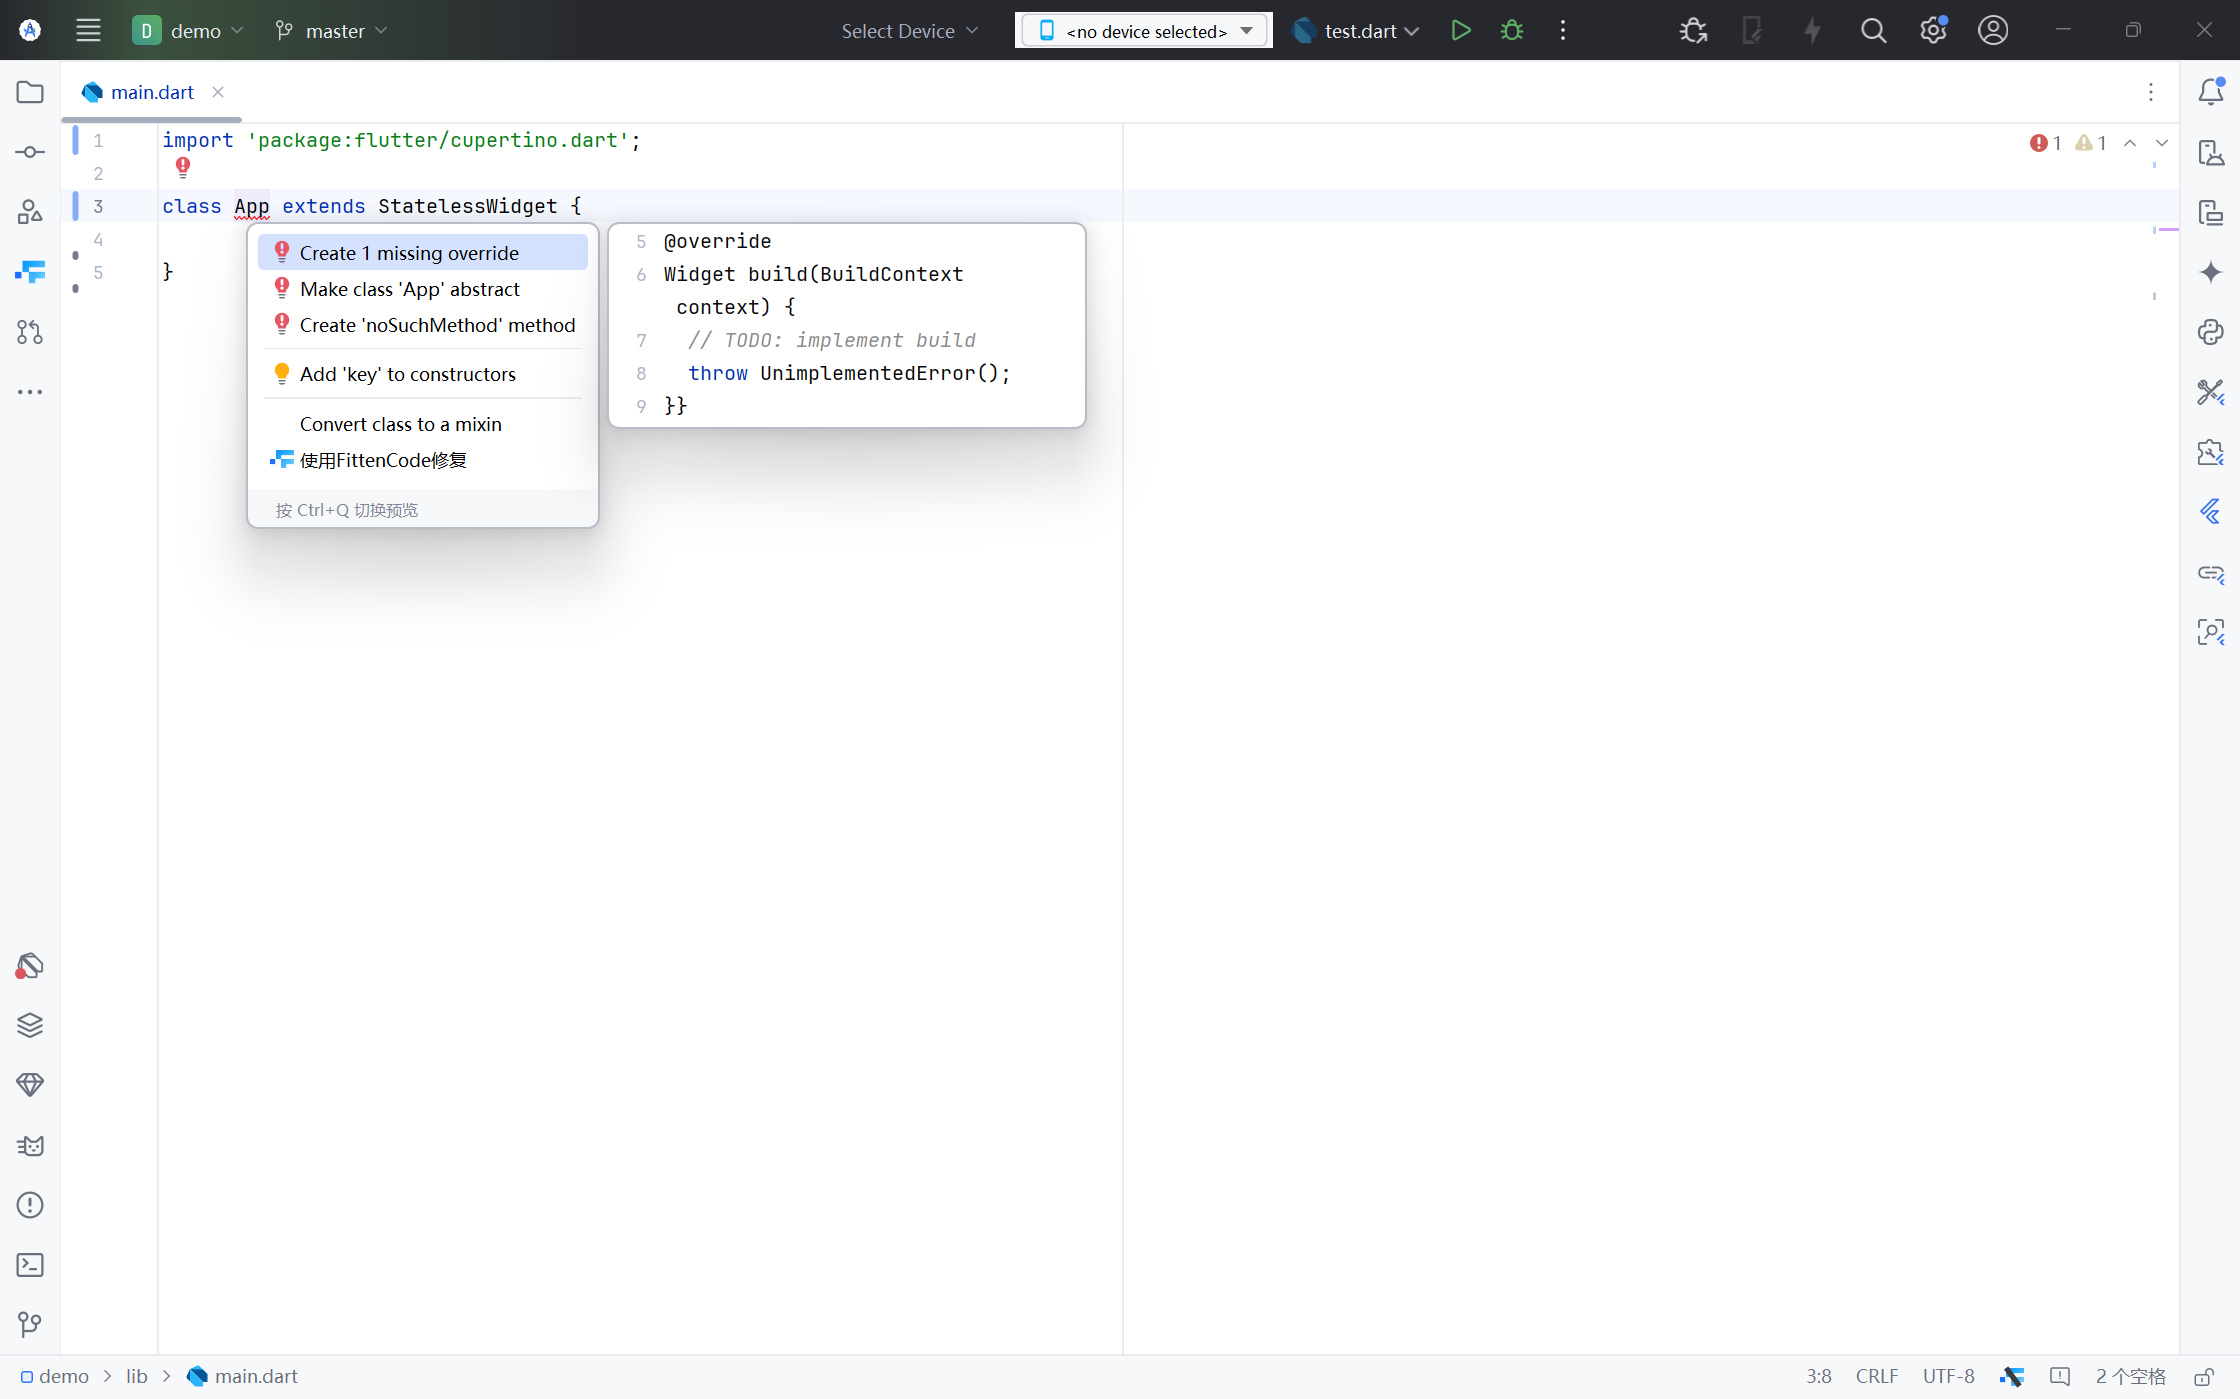 D demo master Select Device <no device selected> test.dart
main.dart
1 import 'package:flutter/cupertino.dart'; 1 1
2
3 class App extends StatelessWidget {
4
5 }
Create 1 missing override
Make class 'App' abstract
Create 'noSuchMethod' method
Add 'key' to constructors
Convert class to a mixin
使用FittenCode修复
按 Ctrl+Q 切换预览
5 @override
6 Widget build(BuildContext
context) {
7 // TODO: implement build
8 throw UnimplementedError();
9 }}
demo > lib > main.dart 3:8 CRLF UTF-8 2 个空格